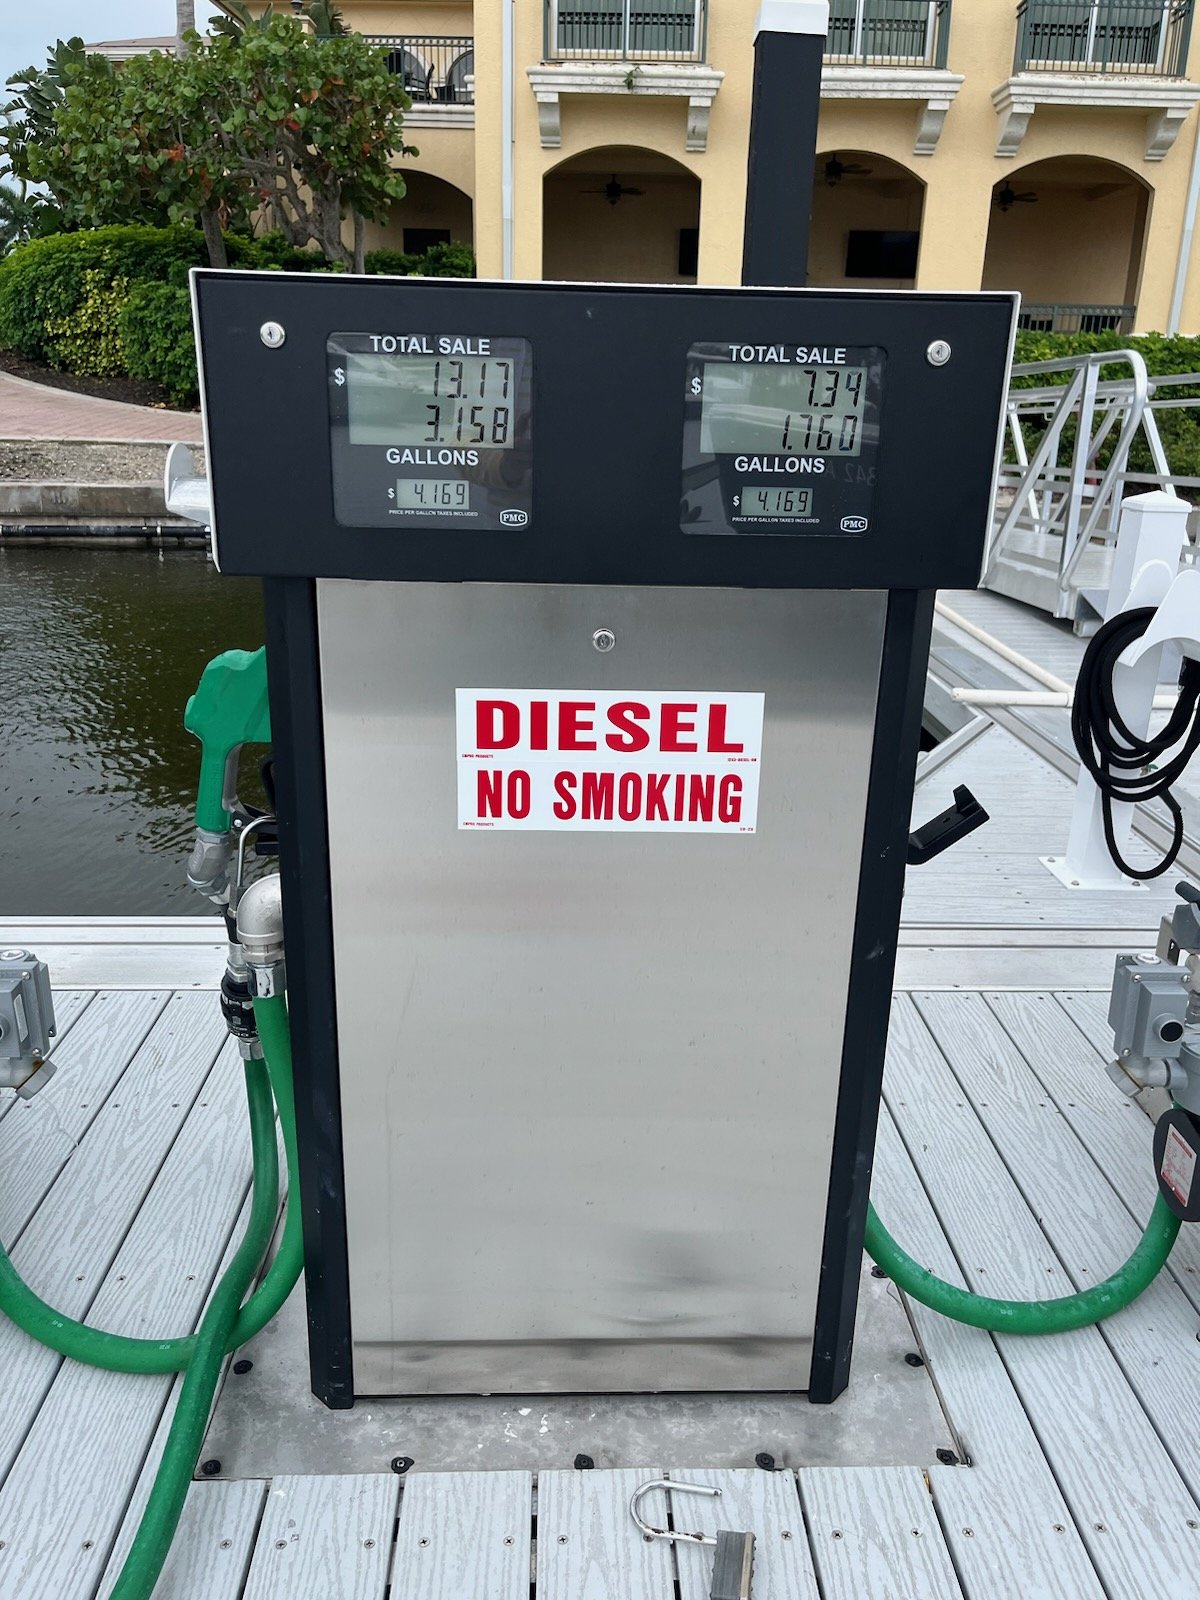 TOTAL SALE
$ 13.17
3.158
GALLONS
$ 4.169
PRICE PER GALLON TAXES INCLUDED
PMC
TOTAL SALE
$ 7.34
1.760
GALLONS
$ 4.169
PRICE PER GALLON TAXES INCLUDED
PMC
DIESEL
NO SMOKING